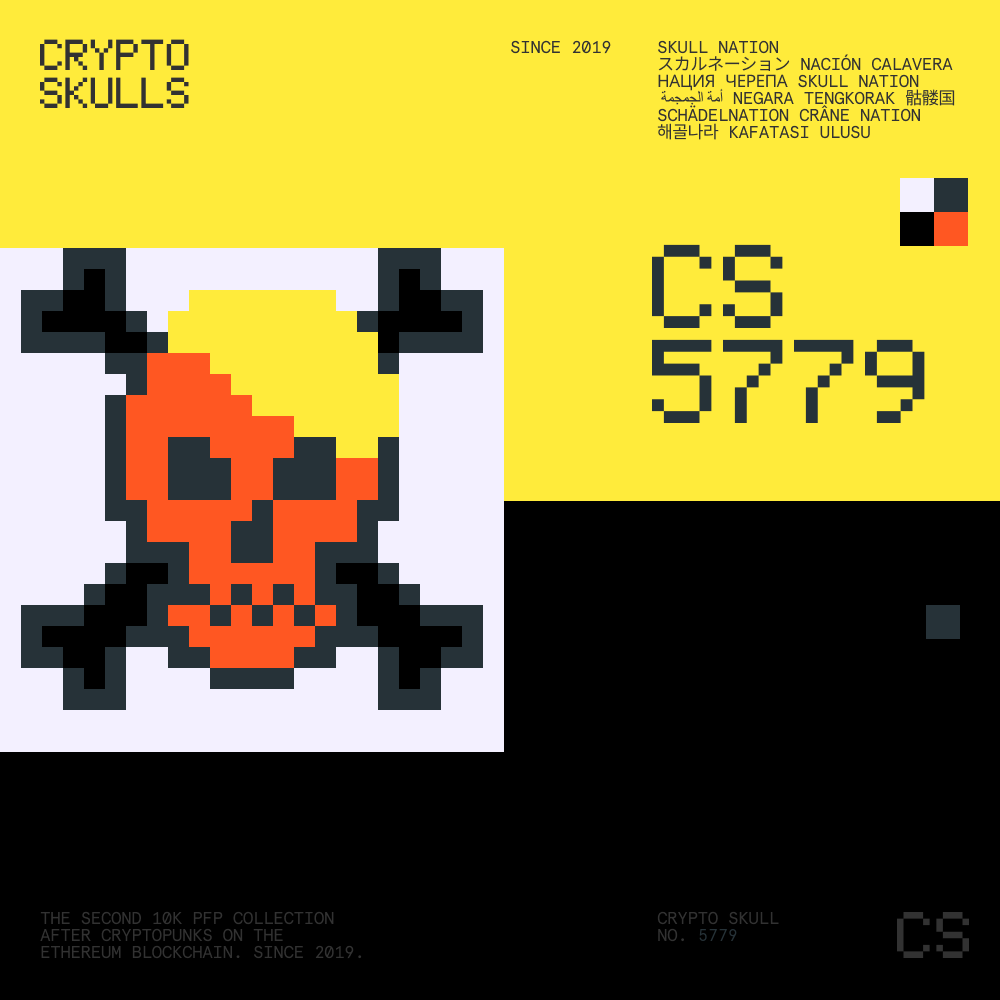 CRYPTO
SKULLS
SINCE 2019
SKULL NATION
スカルネーション NACIÓN CALAVERA
НАЦИЯ ЧЕРЕПА SKULL NATION
أمة الجمجمة NEGARA TENGKORAK 骷髅国
SCHÄDELNATION CRÂNE NATION
해골나라 KAFATASI ULUSU
CS
5779
THE SECOND 10K PFP COLLECTION
AFTER CRYPTOPUNKS ON THE
ETHEREUM BLOCKCHAIN. SINCE 2019.
CRYPTO SKULL
NO. 5779
CS